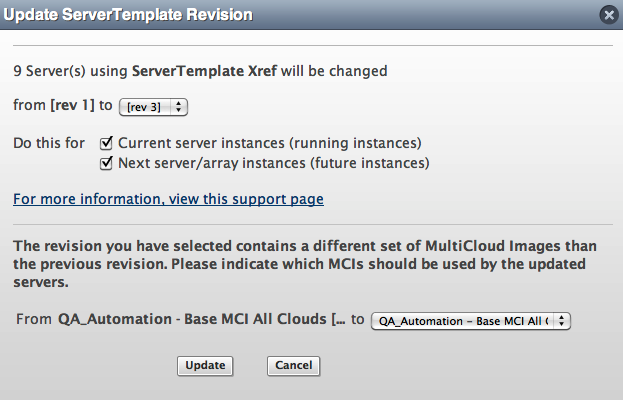 Update ServerTemplate Revision
9 Server(s) using ServerTemplate Xref will be changed
from [rev 1] to [rev 3]
Do this for Current server instances (running instances)
Next server/array instances (future instances)
For more information, view this support page
The revision you have selected contains a different set of MultiCloud Images than
the previous revision. Please indicate which MCIs should be used by the updated
servers.
From QA_Automation - Base MCI All Clouds [... to QA_Automation - Base MCI All
Update Cancel